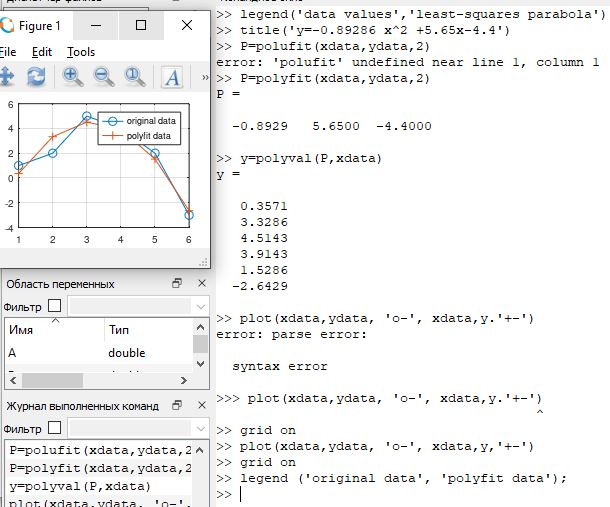 Figure 1
File Edit Tools
A
»
6
4
2
0
-2
-4
1 2 3 4 5 6
original data
polyfit data
Область переменных
Фильтр
Имя Тип
A double
Журнал выполненных команд
Фильтр
P=polufit(xdata,ydata,2
P=polyfit(xdata,ydata,2
y=polyval(P,xdata)
plot(xdata,ydata, 'o-',
>> legend('data values','least-squares parabola')
>> title('y=-0.89286 x^2 +5.65x-4.4')
>> P=polufit(xdata,ydata,2)
error: 'polufit' undefined near line 1, column 1
>> P=polyfit(xdata,ydata,2)
P =
-0.8929 5.6500 -4.4000
>> y=polyval(P,xdata)
y =
0.3571
3.3286
4.5143
3.9143
1.5286
-2.6429
>> plot(xdata,ydata, 'o-', xdata,y.'+-')
error: parse error:
syntax error
>>> plot(xdata,ydata, 'o-', xdata,y.'+-')
^
>> grid on
>> plot(xdata,ydata, 'o-', xdata,y,'+-')
>> grid on
>> legend ('original data', 'polyfit data');
>>